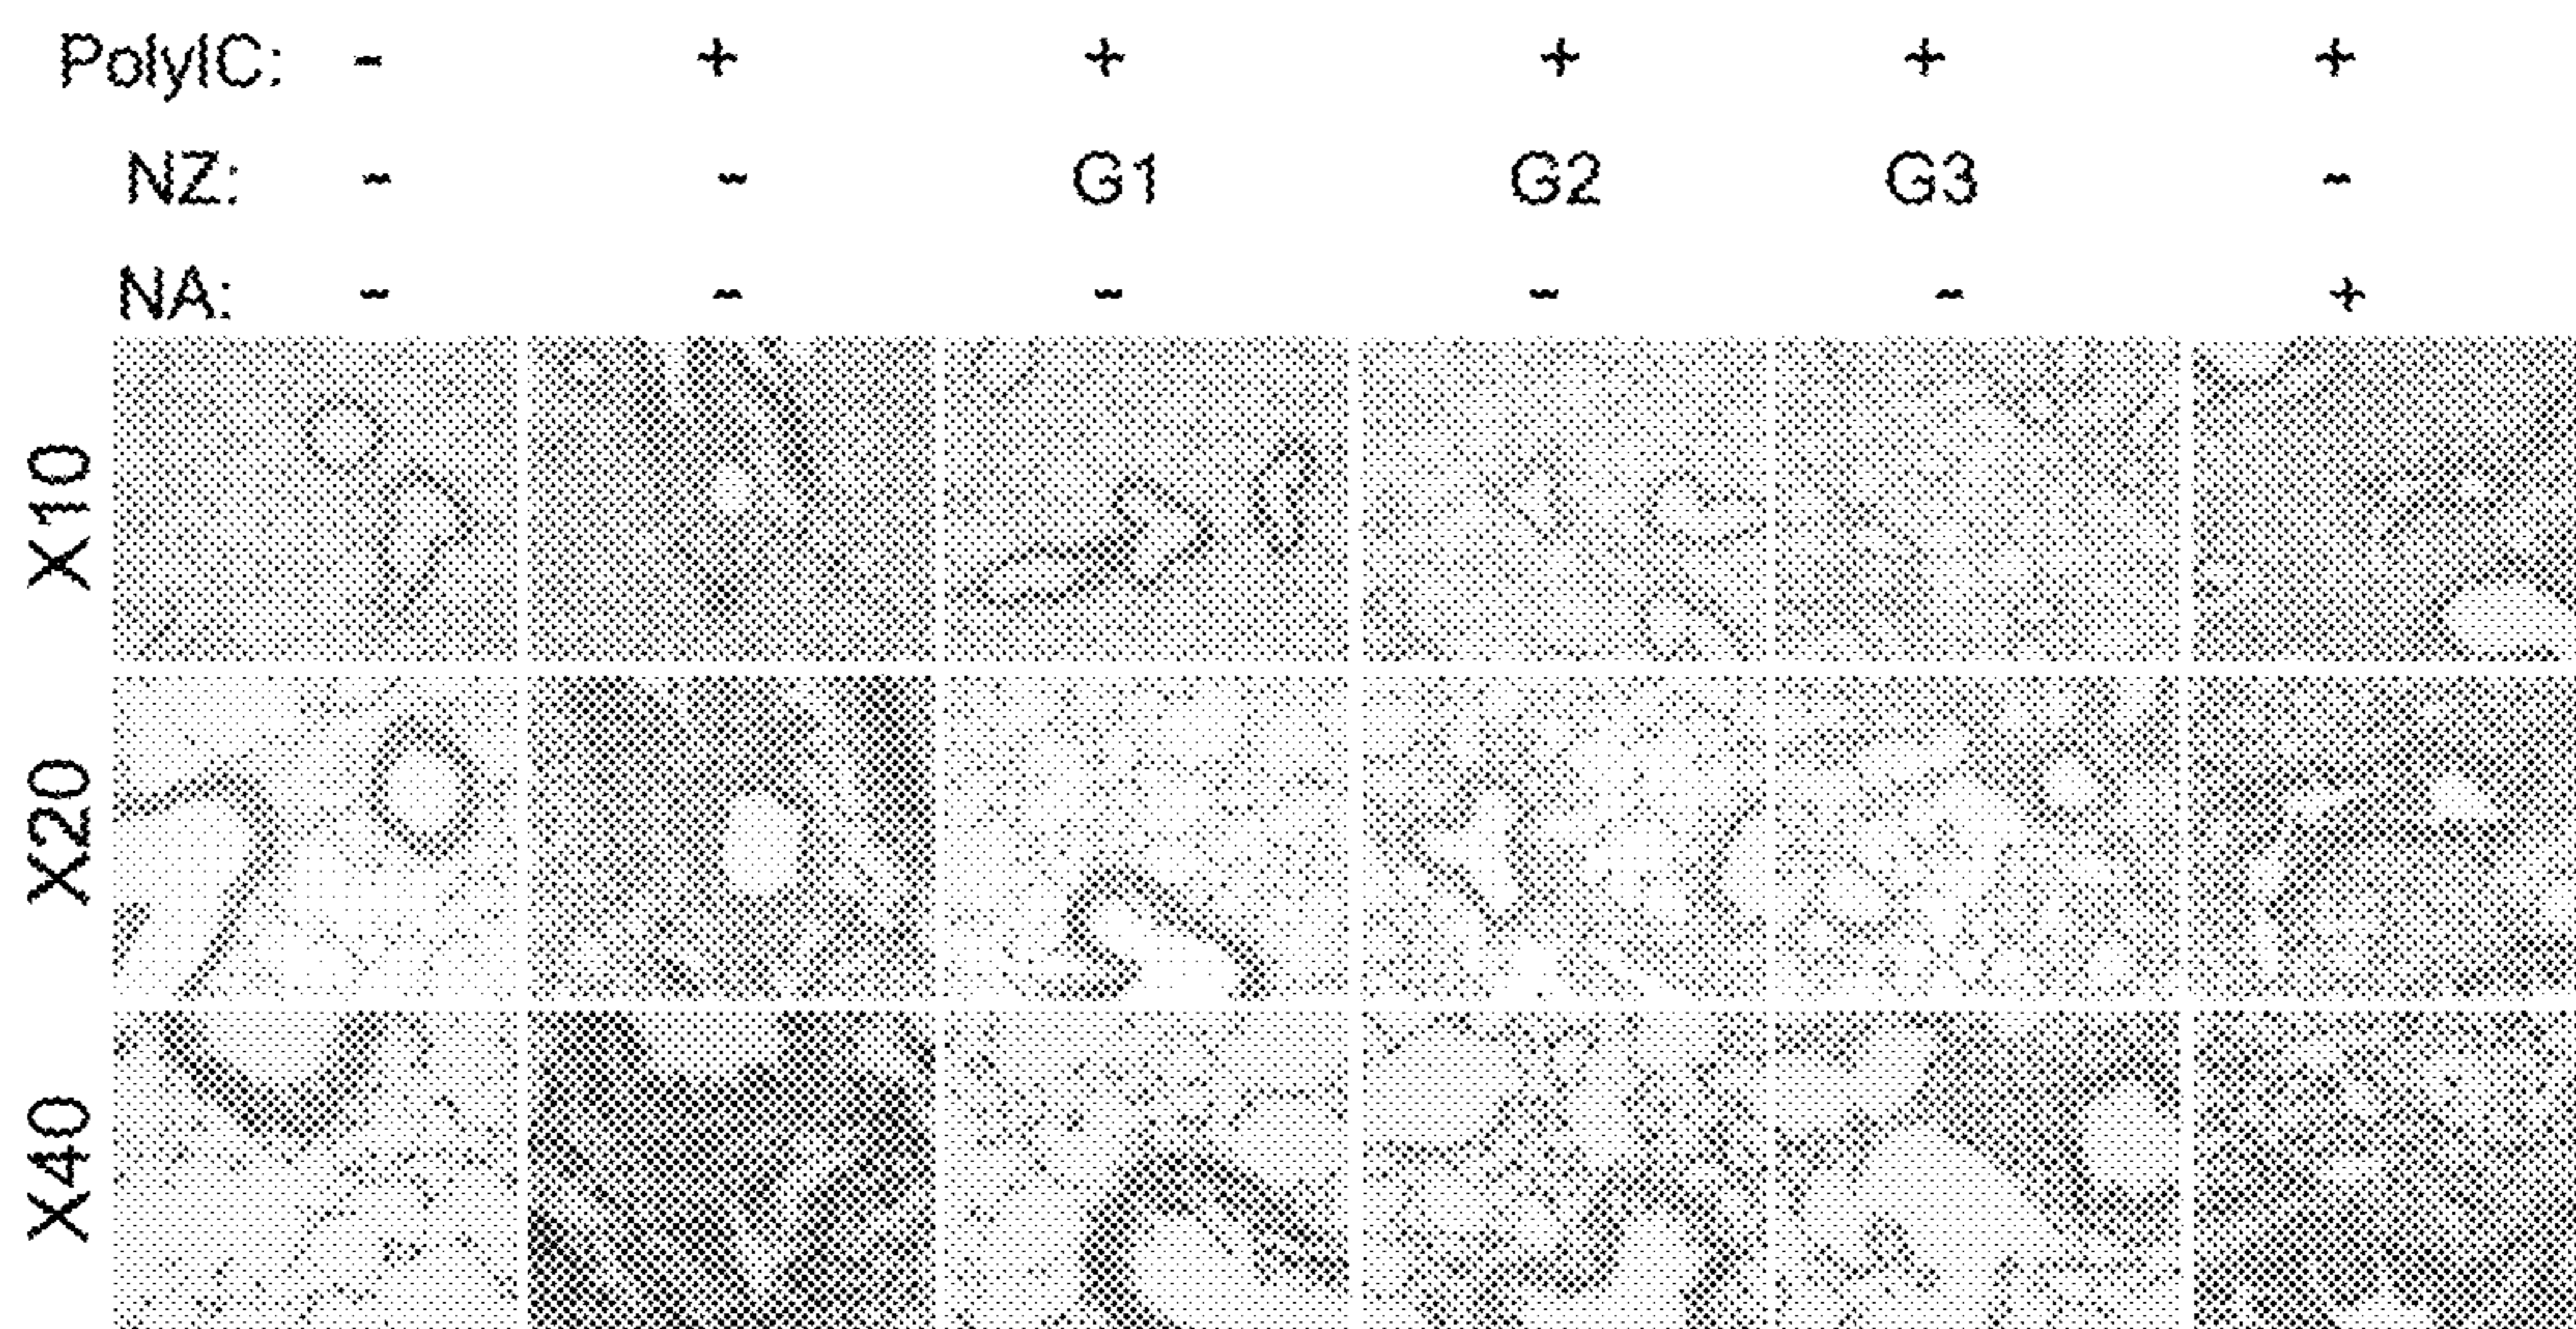 PolyIC: - + + + + +
NZ: - - G1 G2 G3 -
NA: - - - - - +
X10
X20
X40